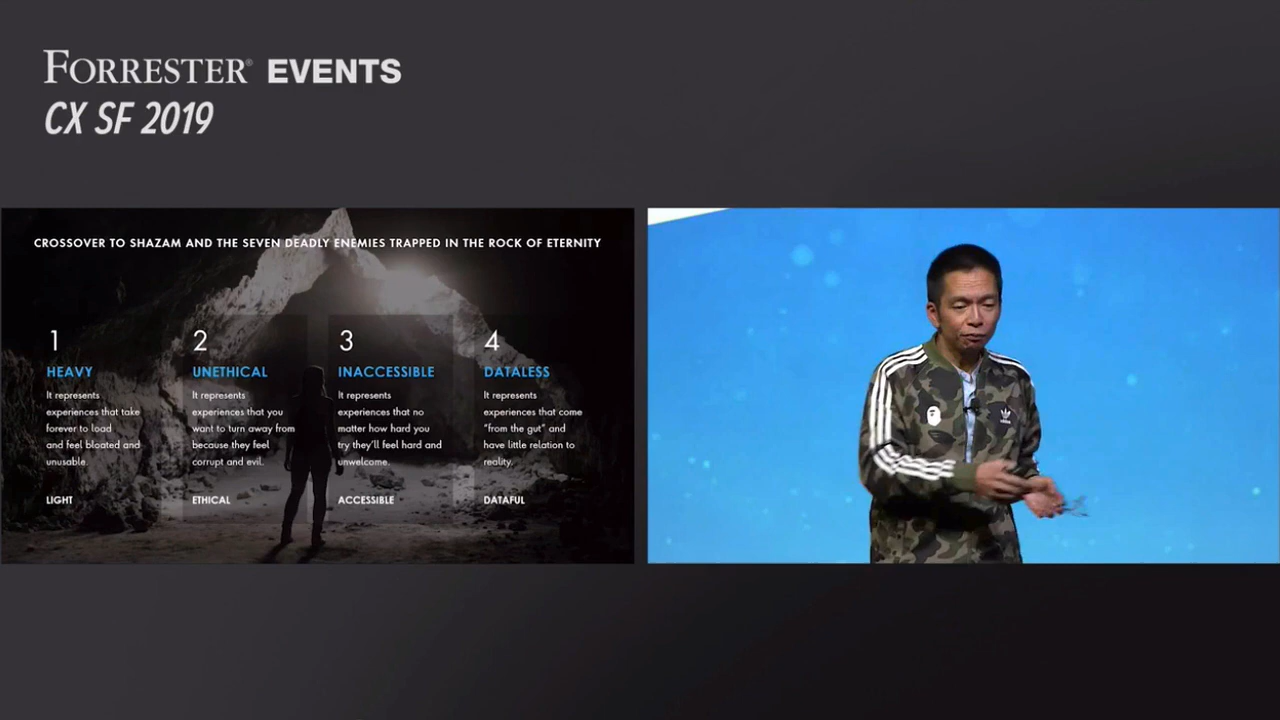 FORRESTER® EVENTS
CX SF 2019
CROSSOVER TO SHAZAM AND THE SEVEN DEADLY ENEMIES TRAPPED IN THE ROCK OF ETERNITY
1
HEAVY
It represents
experiences that take
forever to load
and feel bloated and
unusable.
LIGHT
2
UNETHICAL
It represents
experiences that you
want to turn away from
because they feel
corrupt and evil.
ETHICAL
3
INACCESSIBLE
It represents
experiences that no
matter how hard you
try they'll feel hard and
unwelcome.
ACCESSIBLE
4
DATALESS
It represents
experiences that come
“from the gut” and
have little relation to
reality.
DATAFUL
adidas